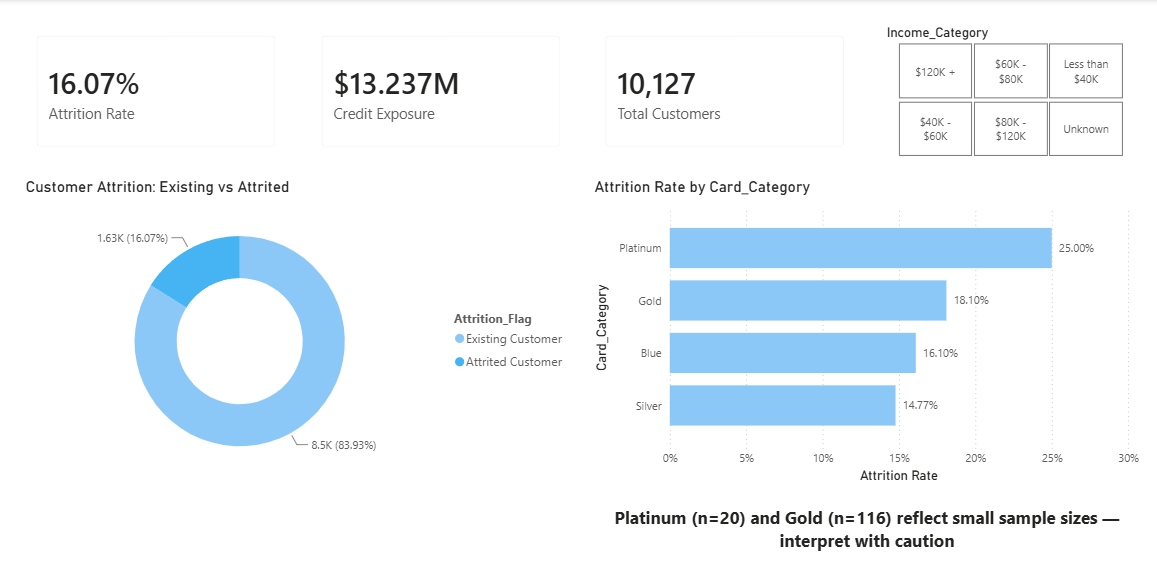 16.07%
Attrition Rate
$13.237M
Credit Exposure
10,127
Total Customers
Income_Category
$120K +
$60K -
$80K
Less than
$40K
$40K -
$60K
$80K -
$120K
Unknown
Customer Attrition: Existing vs Attrited
1.63K (16.07%)
8.5K (83.93%)
Attrition_Flag
Existing Customer
Attrited Customer
Attrition Rate by Card_Category
Card_Category
Platinum
25.00%
Gold
18.10%
Blue
16.10%
Silver
14.77%
0%
5%
10%
15%
20%
25%
30%
Attrition Rate
Platinum (n=20) and Gold (n=116) reflect small sample sizes —
interpret with caution